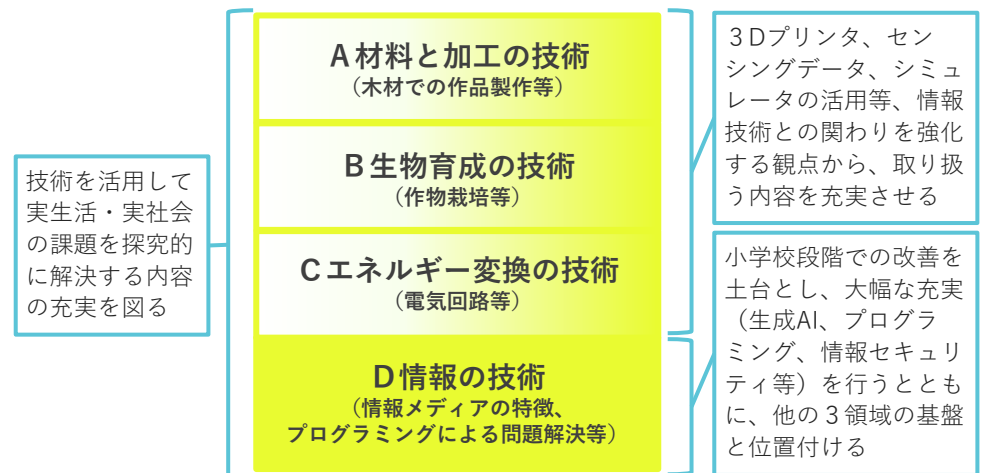 技術を活用して
実生活・実社会
の課題を探究的
に解決する内容
の充実を図る
A材料と加工の技術
（木材での作品製作等）
B生物育成の技術
（作物栽培等）
Cエネルギー変換の技術
（電気回路等）
D情報の技術
（情報メディアの特徴、
プログラミングによる問題解決等）
３Dプリンタ、セン
シングデータ、シミュ
レータの活用等、情報
技術との関わりを強化
する観点から、取り扱
う内容を充実させる
小学校段階での改善を
土台とし、大幅な充実
（生成AI、プログラ
ミング、情報セキュリ
ティ等）を行うととも
に、他の３領域の基盤
と位置付ける